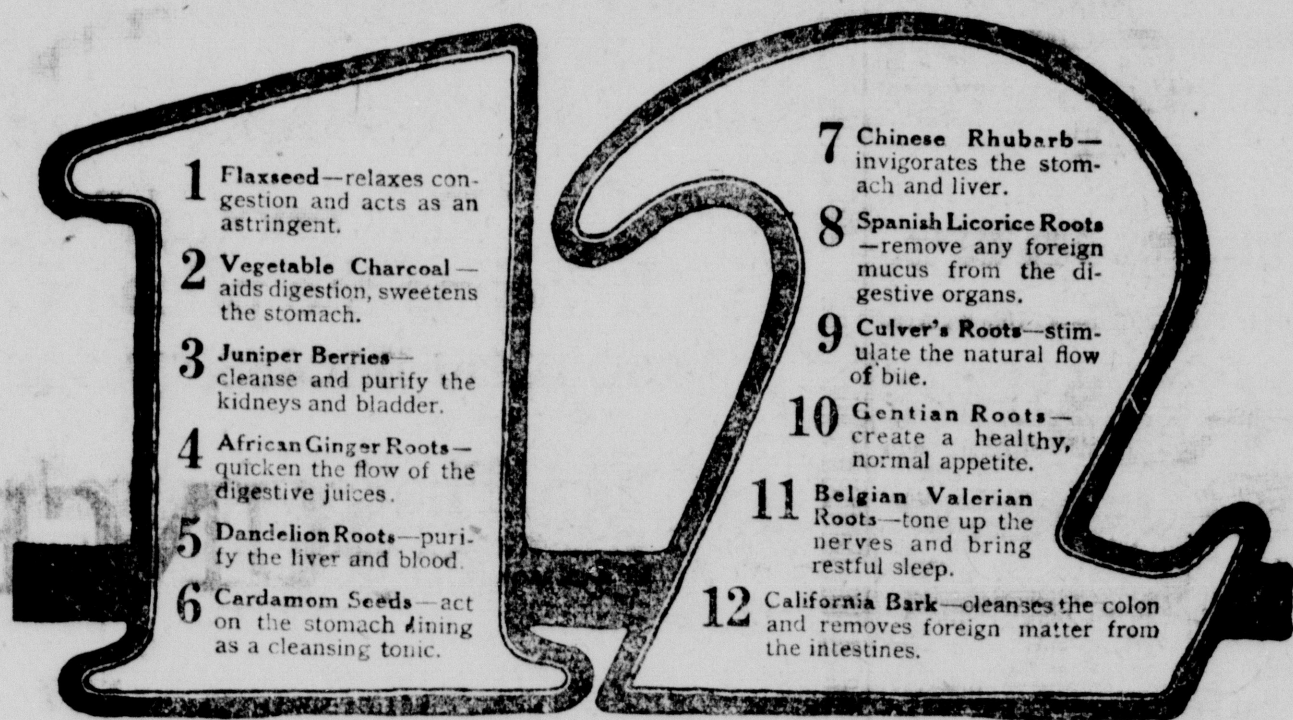 1 Flaxseed—relaxes con-
gestion and acts as an
astringent.
2 Vegetable Charcoal—
aids digestion, sweetens
the stomach.
3 Juniper Berries—
cleanse and purify the
kidneys and bladder.
4 African Ginger Roots—
quicken the flow of the
digestive juices.
5 Dandelion Roots—puri-
fy the liver and blood.
6 Cardamom Seeds—act
on the stomach lining
as a cleansing tonic.
7 Chinese Rhubarb—
invigorates the stom-
ach and liver.
8 Spanish Licorice Roots
—remove any foreign
mucus from the di-
gestive organs.
9 Culver's Roots—stim-
ulate the natural flow
of bile.
10 Gentian Roots—
create a healthy,
normal appetite.
11 Belgian Valerian
Roots—tone up the
nerves and bring
restful sleep.
12 California Bark—cleanses the colon
and removes foreign matter from
the intestines.